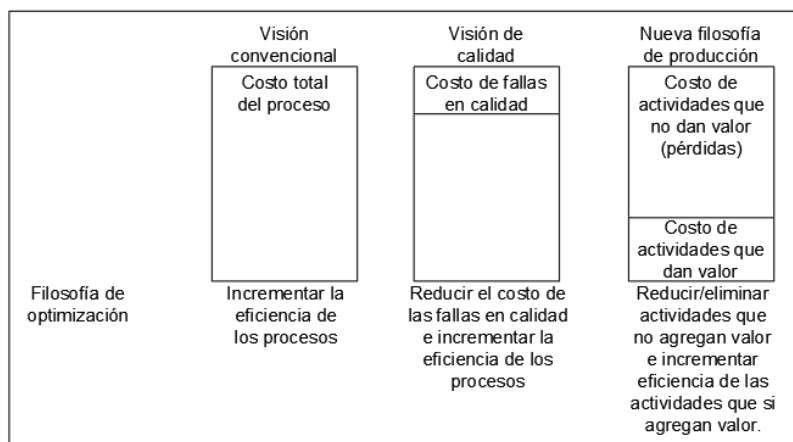 Visión
convencional
Costo total
del proceso
Visión de
calidad
Costo de fallas
en calidad
Nueva filosofía
de producción
Costo de
actividades que
no dan valor
(pérdidas)
Costo de
actividades que
dan valor
Filosofía de
optimización
Incrementar la
eficiencia de
los procesos
Reducir el costo de
las fallas en calidad
e incrementar la
eficiencia de los
procesos
Reducir/eliminar
actividades que
no agregan valor
e incrementar
eficiencia de las
actividades que si
agregan valor.